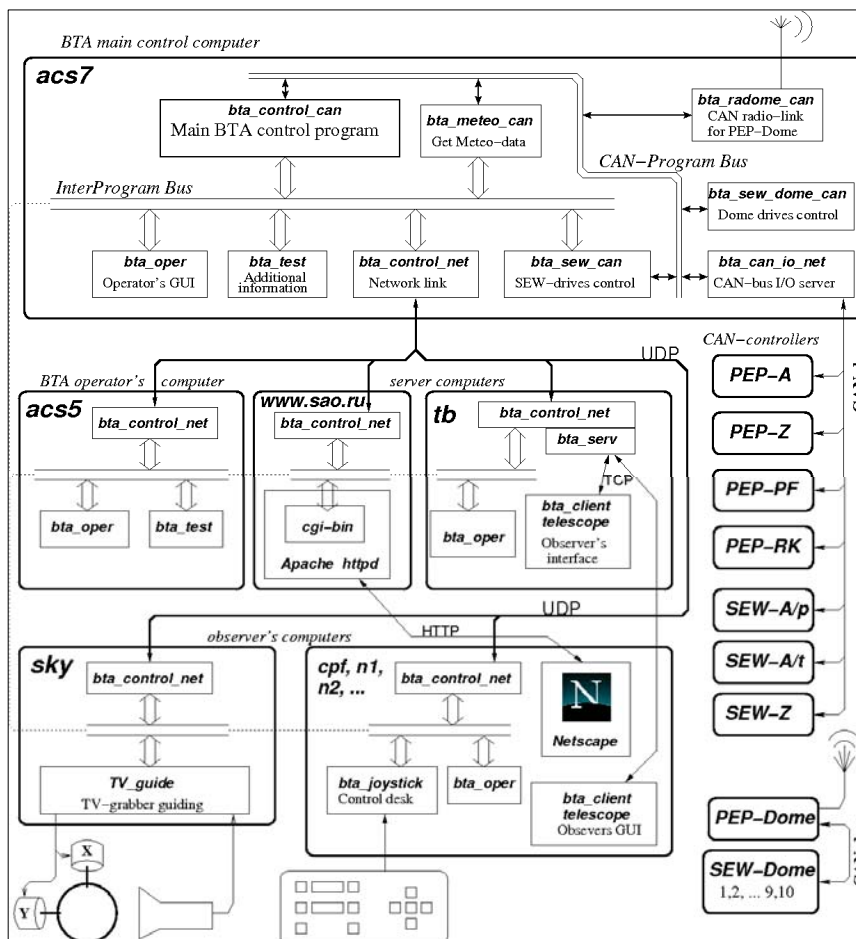 BTA main control computer
acs7
bta_control_can
Main BTA control program
bta_meteo_can
Get Meteo-data
bta_radome_can
CAN radio-link
for PEP-Dome
CAN-Program Bus
InterProgram Bus
bta_sew_dome_can
Dome drives control
bta_oper
Operator's GUI
bta_test
Additional
information
bta_control_net
Network link
bta_sew_can
SEW-drives control
bta_can_io_net
CAN-bus I/O server
UDP
CAN-controllers
BTA operator's computer
acs5
bta_control_net
bta_oper
bta_test
server computers
www.sao.ru
bta_control_net
cgi-bin
Apache httpd
tb
bta_control_net
bta_serv
TCP
bta_oper
bta_client
telescope
Observer's
interface
PEP-A
PEP-Z
PEP-PF
PEP-RK
SEW-A/p
SEW-A/t
SEW-Z
UDP
HTTP
observer's computers
sky
bta_control_net
TV_guide
TV-grabber guiding
X
Y
cpf, n1,
n2, ...
bta_control_net
N
Netscape
bta_joystick
Control desk
bta_oper
bta_client
telescope
Obsevers GUI
PEP-Dome
SEW-Dome
1,2, ... 9,10